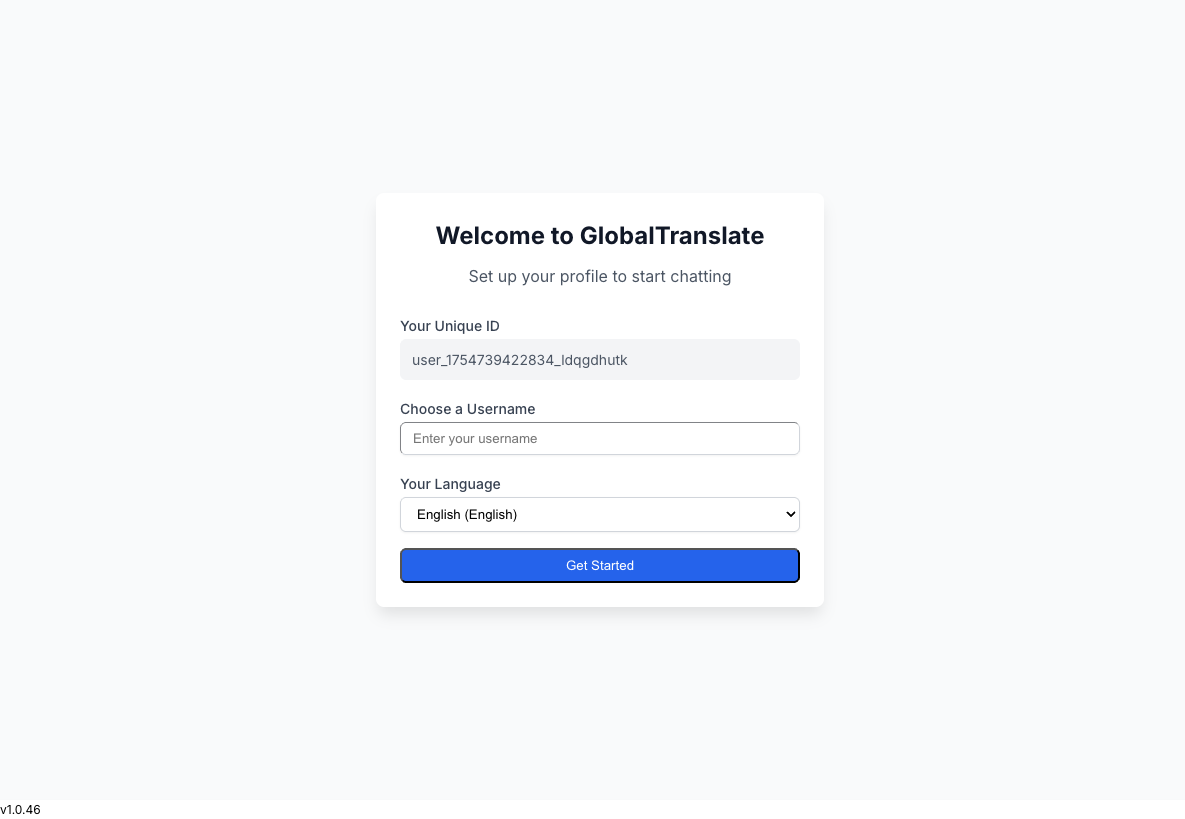 Welcome to GlobalTranslate
Set up your profile to start chatting
Your Unique ID
user_1754739422834_ldqgdhutk
Choose a Username
Enter your username
Your Language
English (English)
Get Started
v1.0.46